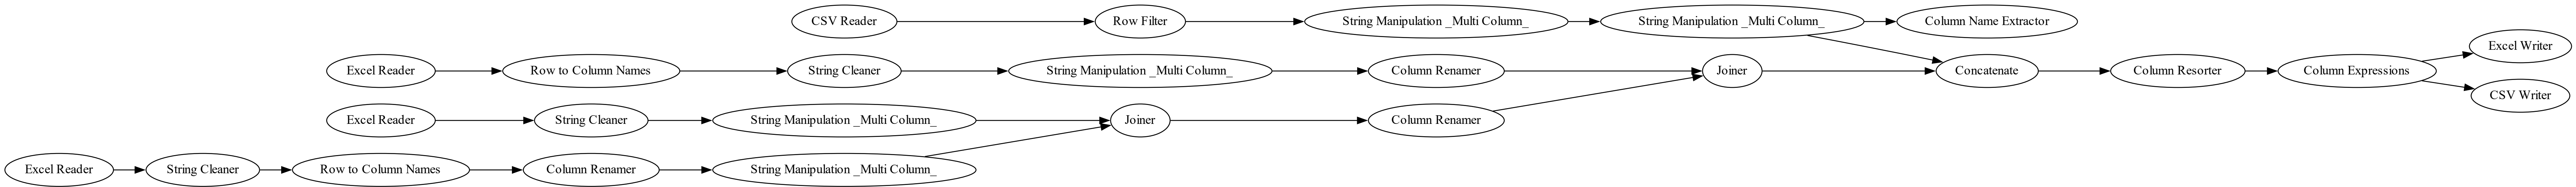 CSV Reader
Row Filter
String Manipulation _Multi Column_
String Manipulation _Multi Column_
Column Name Extractor
Excel Reader
Row to Column Names
String Cleaner
String Manipulation _Multi Column_
Column Renamer
Joiner
Concatenate
Column Resorter
Column Expressions
Excel Writer
CSV Writer
Excel Reader
String Cleaner
String Manipulation _Multi Column_
Joiner
Column Renamer
Excel Reader
String Cleaner
Row to Column Names
Column Renamer
String Manipulation _Multi Column_